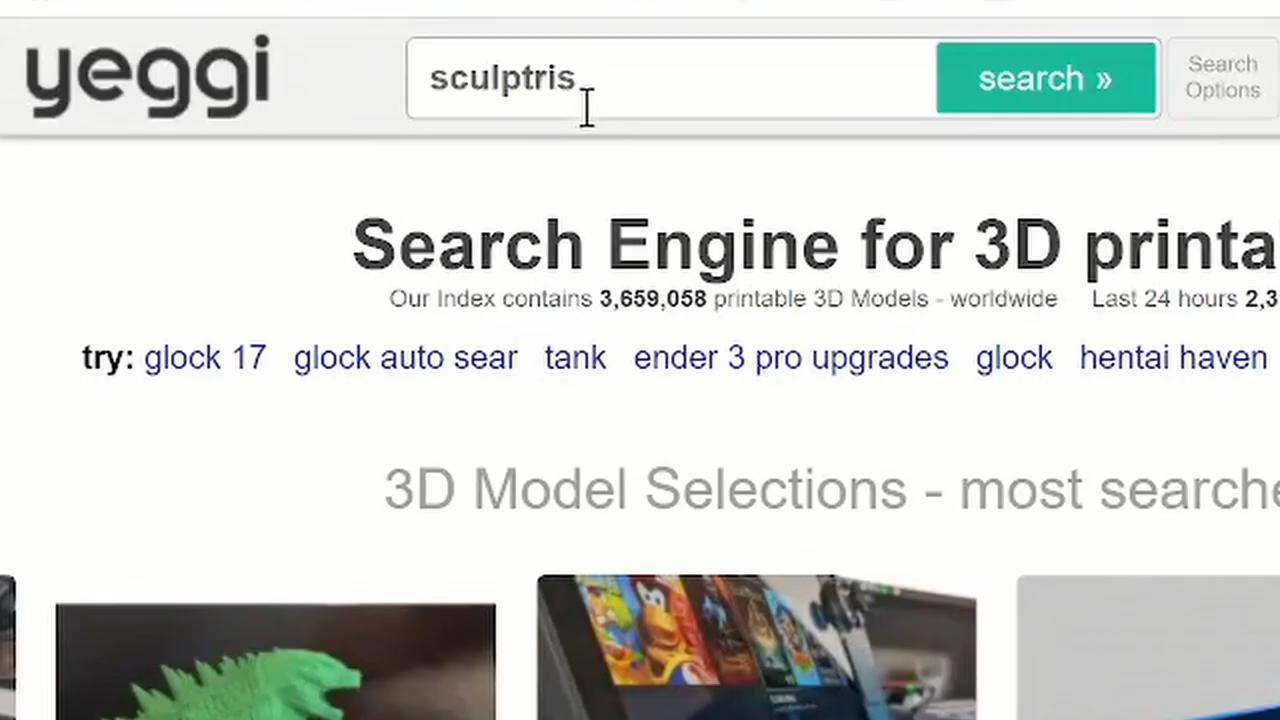 yeggi
sculptris
search »
Search
Options
Search Engine for 3D printa
Our Index contains 3,659,058 printable 3D Models - worldwide Last 24 hours 2,3
try: glock 17 glock auto sear tank ender 3 pro upgrades glock hentai haven
3D Model Selections - most searche